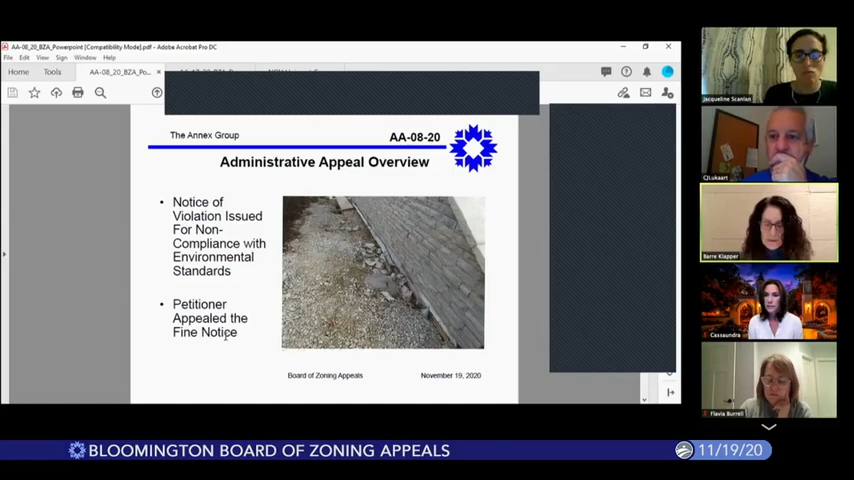 AA-08_20_BZA_Powerpoint [Compatibility Mode].pdf - Adobe Acrobat Pro DC
File Edit View Sign Window Help
Home Tools AA-08_20_BZA_Po... ×
The Annex Group
AA-08-20
Administrative Appeal Overview
• Notice of
Violation Issued
For Non-
Compliance with
Environmental
Standards
• Petitioner
Appealed the
Fine Notice
Board of Zoning Appeals
November 19, 2020
Jacqueline Scanlan
CJLukaart
Barre Klapper
Cassaundra
Flavia Burrell
BLOOMINGTON BOARD OF ZONING APPEALS
11/19/20